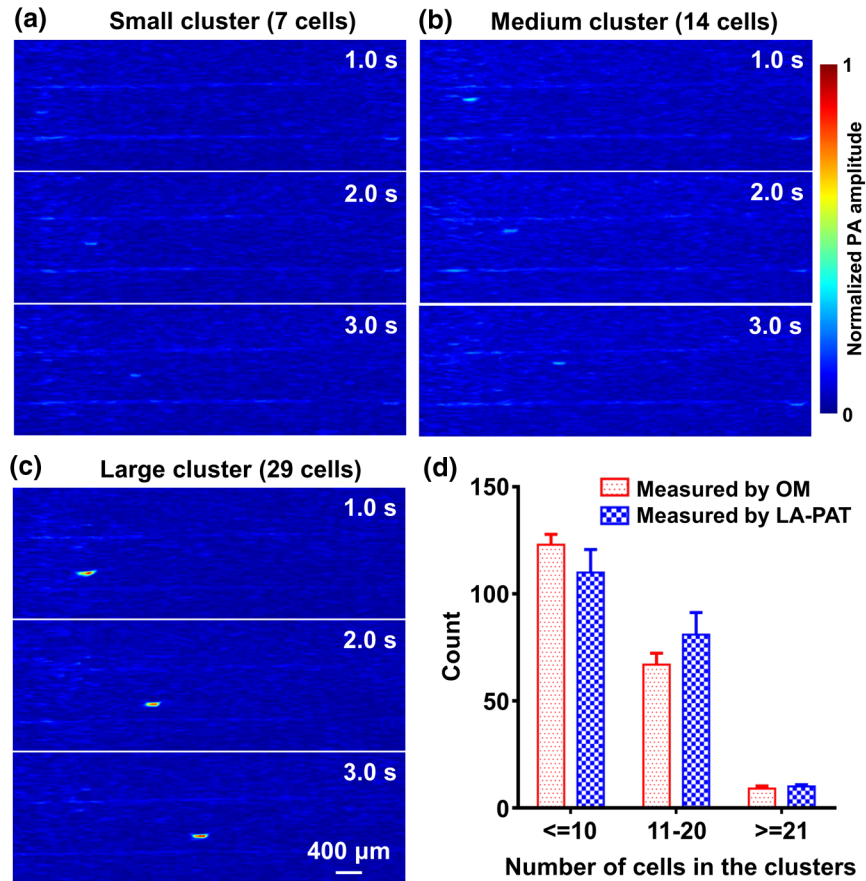 (a) Small cluster (7 cells)
1.0 s
2.0 s
3.0 s
(b) Medium cluster (14 cells)
1.0 s
2.0 s
3.0 s
1
Normalized PA amplitude
0
(c) Large cluster (29 cells)
1.0 s
2.0 s
3.0 s
400 µm
(d)
Measured by OM
Measured by LA-PAT
150
100
50
0
Count
<=10 11-20 >=21
Number of cells in the clusters